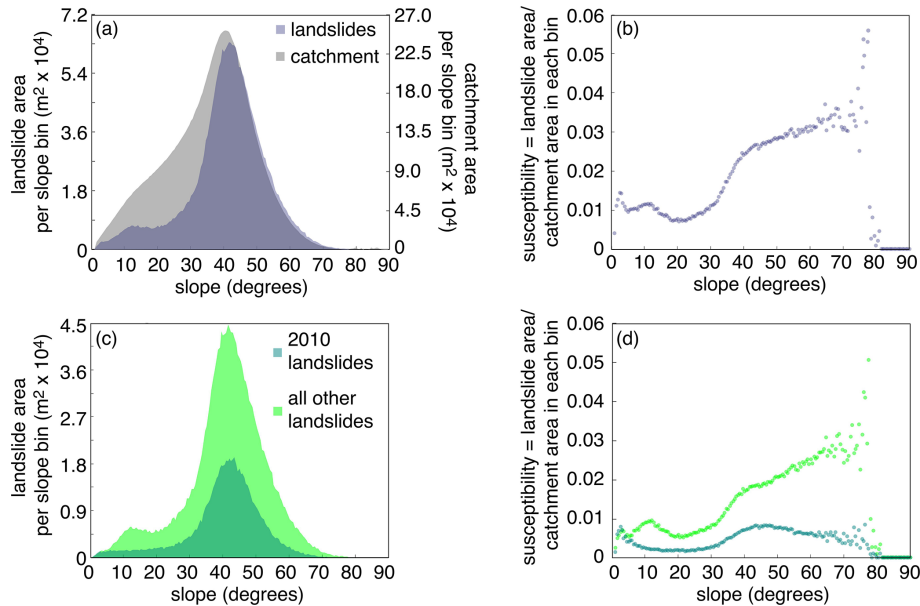 (a)
landslides
catchment
7.2
5.4
3.6
1.8
0
27.0
22.5
18.0
13.5
9.0
4.5
0
landslide area
per slope bin (m² x 10⁴)
catchment area
per slope bin (m² x 10⁴)
0 10 20 30 40 50 60 70 80 90
slope (degrees)
(b)
0.06
0.05
0.04
0.03
0.02
0.01
0
susceptibility = landslide area/
catchment area in each bin
0 10 20 30 40 50 60 70 80 90
slope (degrees)
(c)
2010
landslides
all other
landslides
4.5
3.6
2.7
1.8
0.9
0
landslide area
per slope bin (m² x 10⁴)
0 10 20 30 40 50 60 70 80 90
slope (degrees)
(d)
0.06
0.05
0.04
0.03
0.02
0.01
0
susceptibility = landslide area/
catchment area in each bin
0 10 20 30 40 50 60 70 80 90
slope (degrees)